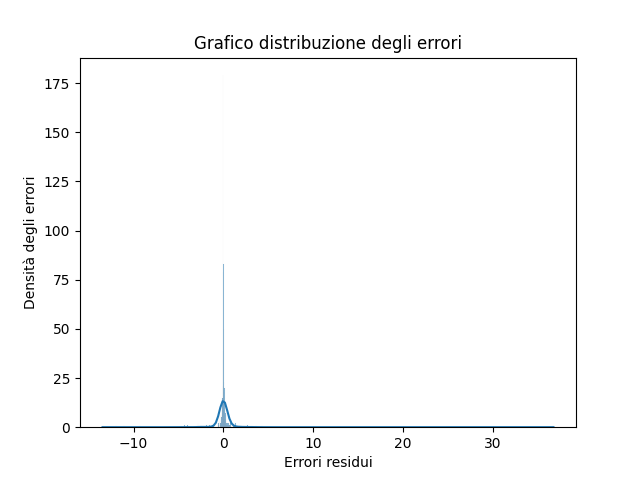 Grafico distribuzione degli errori
175
150
125
100
75
50
25
0
Densità degli errori
−10 0 10 20 30
Errori residui